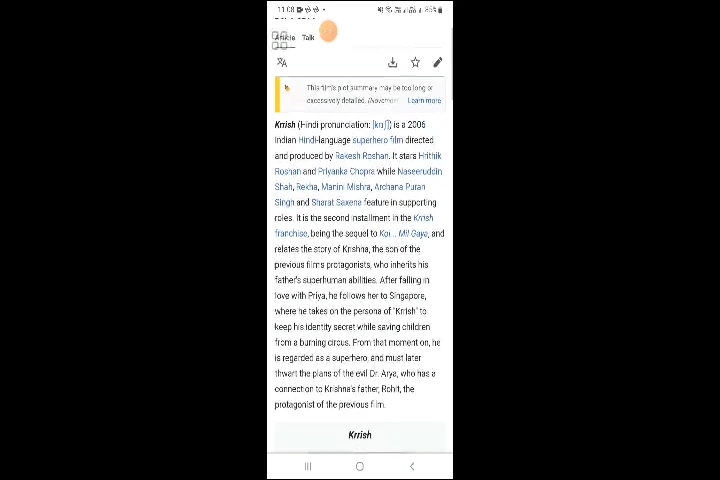 11:08
85%
Article Talk
This film's plot summary may be too long or
excessively detailed. (November
Learn more
Krrish (Hindi pronunciation: [krɪʃ]) is a 2006
Indian Hindi-language superhero film directed
and produced by Rakesh Roshan. It stars Hrithik
Roshan and Priyanka Chopra while Naseeruddin
Shah, Rekha, Manini Mishra, Archana Puran
Singh and Sharat Saxena feature in supporting
roles. It is the second installment in the Krrish
franchise, being the sequel to Koi... Mil Gaya, and
relates the story of Krishna, the son of the
previous films protagonists, who inherits his
father's superhuman abilities. After falling in
love with Priya, he follows her to Singapore,
where he takes on the persona of "Krrish" to
keep his identity secret while saving children
from a burning circus. From that moment on, he
is regarded as a superhero, and must later
thwart the plans of the evil Dr. Arya, who has a
connection to Krishna's father, Rohit, the
protagonist of the previous film.
Krrish